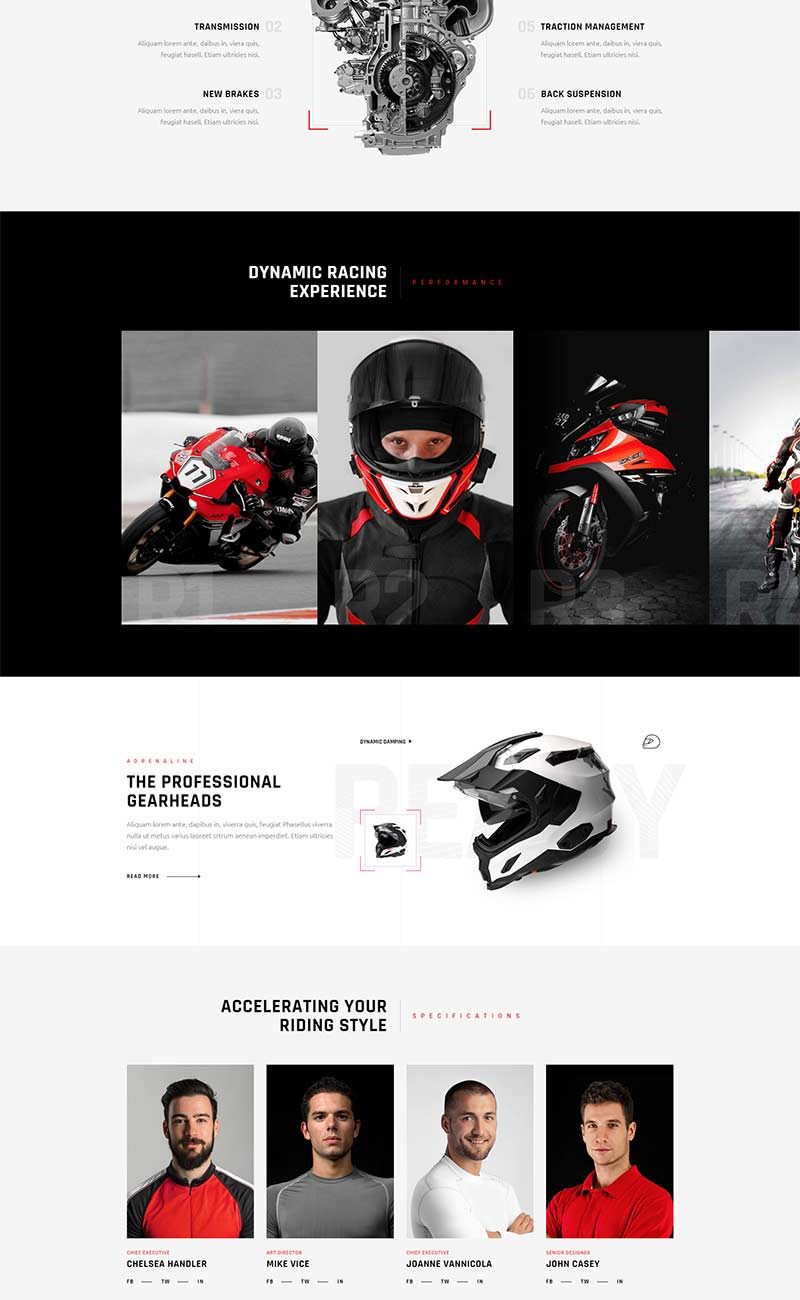 TRANSMISSION 02
Aliquam lorem ante, daibus in, viera quis,
feugiat hasell. Etiam ultricies nisi.
NEW BRAKES 03
Aliquam lorem ante, daibus in, viera quis,
feugiat hasell. Etiam ultricies nisi.
05 TRACTION MANAGEMENT
Aliquam lorem ante, daibus in, viera quis,
feugiat hasell. Etiam ultricies nisi.
06 BACK SUSPENSION
Aliquam lorem ante, daibus in, viera quis,
feugiat hasell. Etiam ultricies nisi.
DYNAMIC RACING
EXPERIENCE
PERFORMANCE
77
YAMA
R1
R2
27
ZX-10R
R3
R4
DYNAMIC DAMPING
ADRENALINE
THE PROFESSIONAL
GEARHEADS
Aliquam lorem ante, dapibus in, viverra quis, feugiat Phasellus viverra
nulla ut metus varius laoreet srtrum aenean imperdiet. Etiam ultricies
nisi vel augue.
READ MORE
READY
ACCELERATING YOUR
RIDING STYLE
SPECIFICATIONS
CHIEF EXECUTIVE
CHELSEA HANDLER
FB TW IN
ART DIRECTOR
MIKE VICE
FB TW IN
CHIEF EXECUTIVE
JOANNE VANNICOLA
FB TW IN
SENIOR DESIGNER
JOHN CASEY
FB TW IN